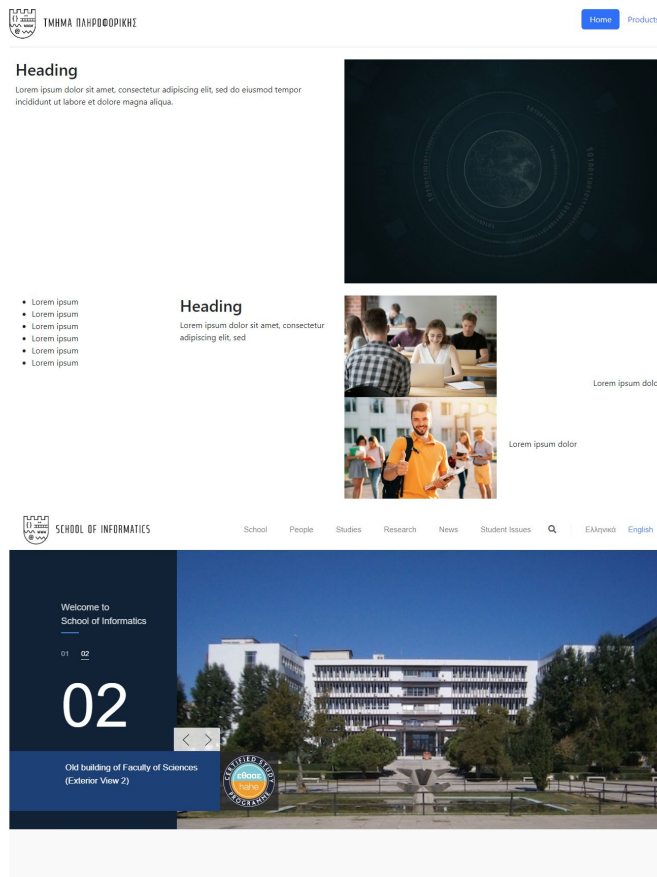 ΤΜΗΜΑ ΠΛΗΡΟΦΟΡΙΚΗΣ
Home Products
Heading
Lorem ipsum dolor sit amet, consectetur adipiscing elit, sed do eiusmod tempor
incididunt ut labore et dolore magna aliqua.
Lorem ipsum
Lorem ipsum
Lorem ipsum
Lorem ipsum
Lorem ipsum
Lorem ipsum
Heading
Lorem ipsum dolor sit amet, consectetur
adipiscing elit, sed
Lorem ipsum dolo
Lorem ipsum dolor
SCHOOL OF INFORMATICS
School People Studies Research News Student Issues Ελληνικά English
Welcome to
School of Informatics
01 02
02
Old building of Faculty of Sciences
(Exterior View 2)
CERTIFIED STUDY
εθααε
hahe
PROGRAMME